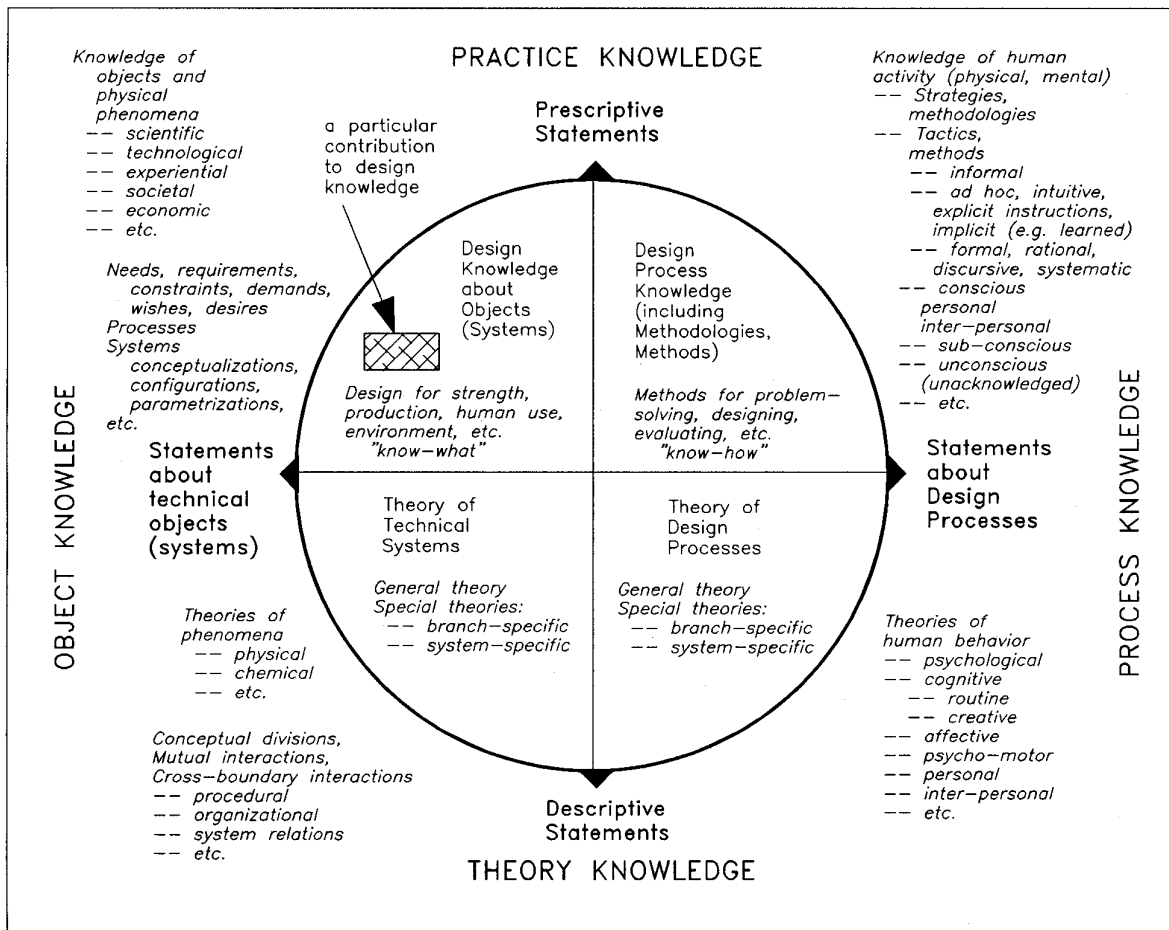 PRACTICE KNOWLEDGE
Knowledge of
objects and
physical
phenomena
-- scientific
-- technological
-- experiential
-- societal
-- economic
-- etc.
Needs, requirements,
constraints, demands,
wishes, desires
Processes
Systems
conceptualizations,
configurations,
parametrizations,
etc.
a particular
contribution
to design
knowledge
Prescriptive
Statements
Knowledge of human
activity (physical, mental)
-- Strategies,
methodologies
-- Tactics,
methods
-- informal
-- ad hoc, intuitive,
explicit instructions,
implicit (e.g. learned)
-- formal, rational,
discursive, systematic
-- conscious
personal
inter-personal
-- sub-conscious
-- unconscious
(unacknowledged)
-- etc.
Design
Knowledge
about
Objects
(Systems)
Design for strength,
production, human use,
environment, etc.
"know-what"
Design
Process
Knowledge
(including
Methodologies,
Methods)
Methods for problem-
solving, designing,
evaluating, etc.
"know-how"
OBJECT KNOWLEDGE
Statements
about
technical
objects
(systems)
Statements
about
Design
Processes
PROCESS KNOWLEDGE
Theory of
Technical
Systems
General theory
Special theories:
-- branch-specific
-- system-specific
Theory of
Design
Processes
General theory
Special theories:
-- branch-specific
-- system-specific
Theories of
phenomena
-- physical
-- chemical
-- etc.
Conceptual divisions,
Mutual interactions,
Cross-boundary interactions
-- procedural
-- organizational
-- system relations
-- etc.
Theories of
human behavior
-- psychological
-- cognitive
-- routine
-- creative
-- affective
-- psycho-motor
-- personal
-- inter-personal
-- etc.
Descriptive
Statements
THEORY KNOWLEDGE